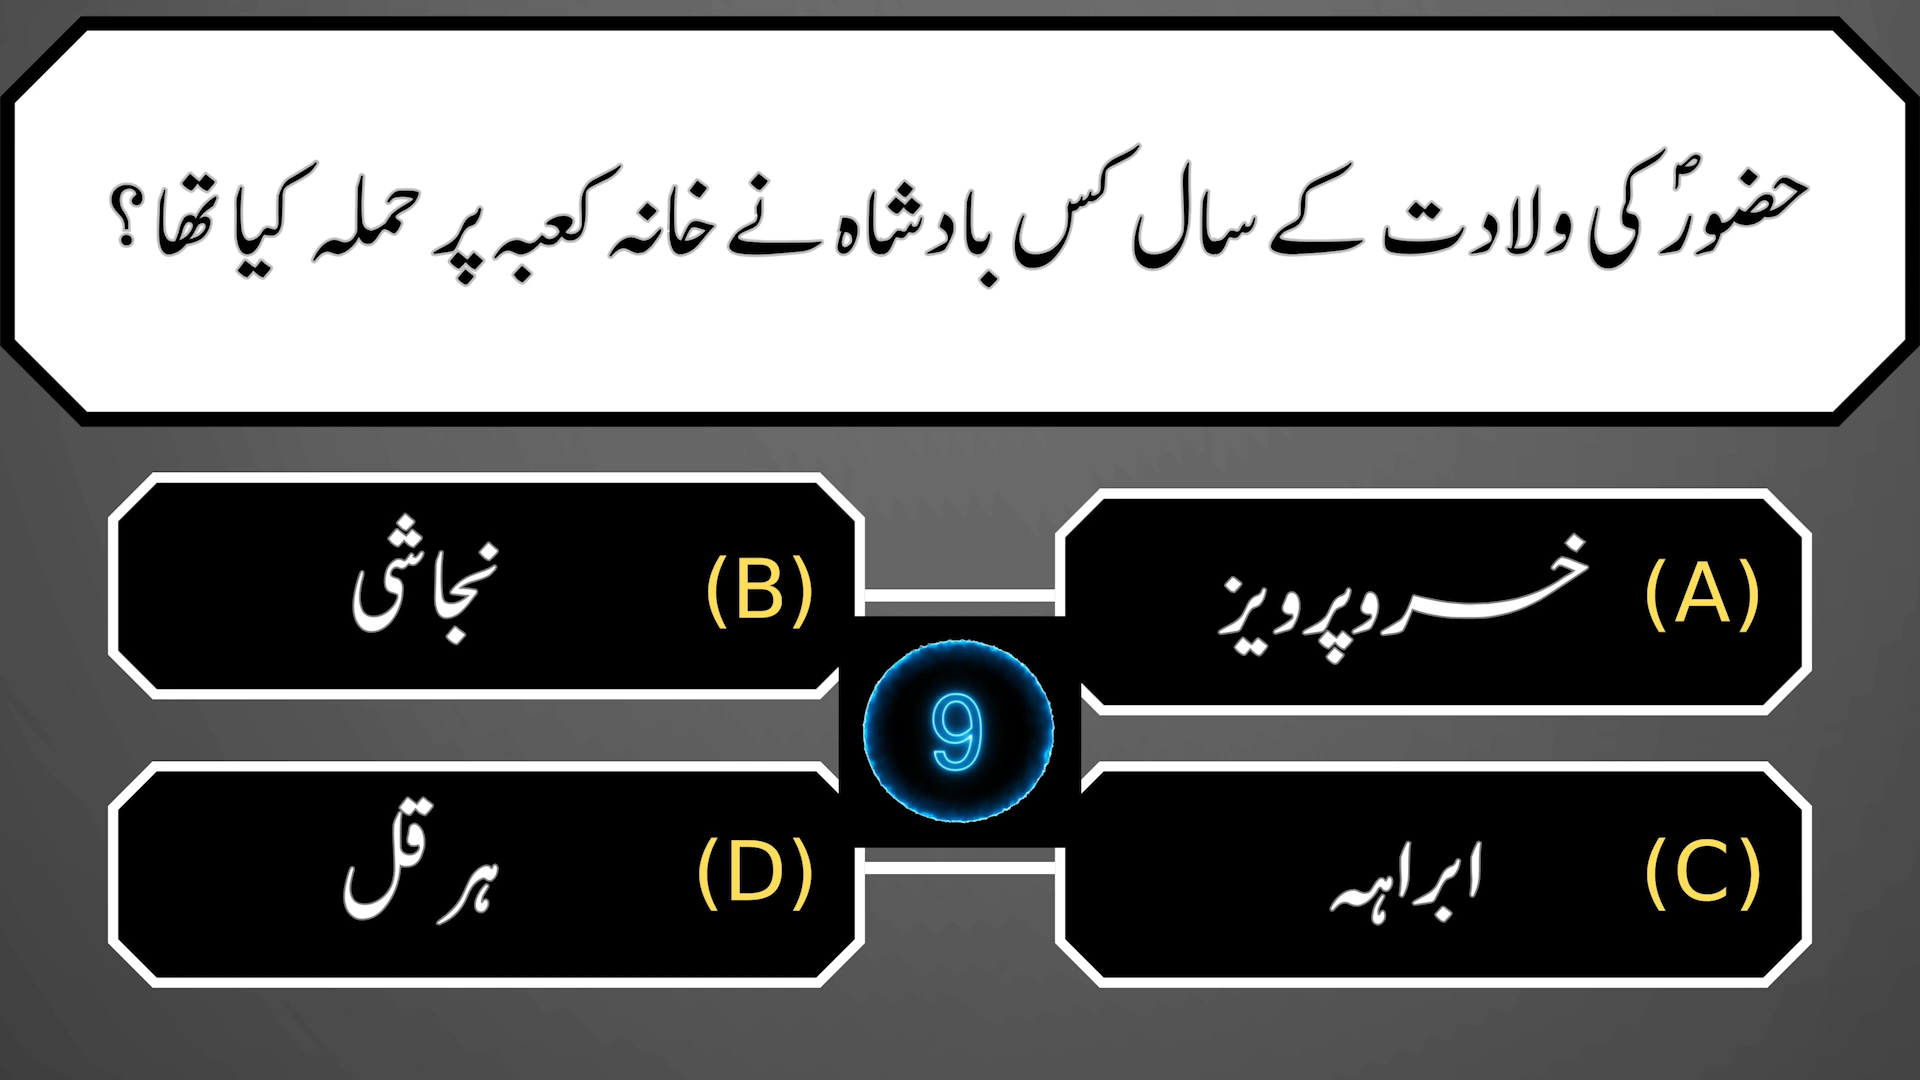 حضورؐ کی ولادت کے سال کس بادشاہ نے خانہ کعبہ پر حملہ کیا تھا؟
(A) خسرو پرویز
(B) نجاشی
9
(C) ابراہہ
(D) ہرقل